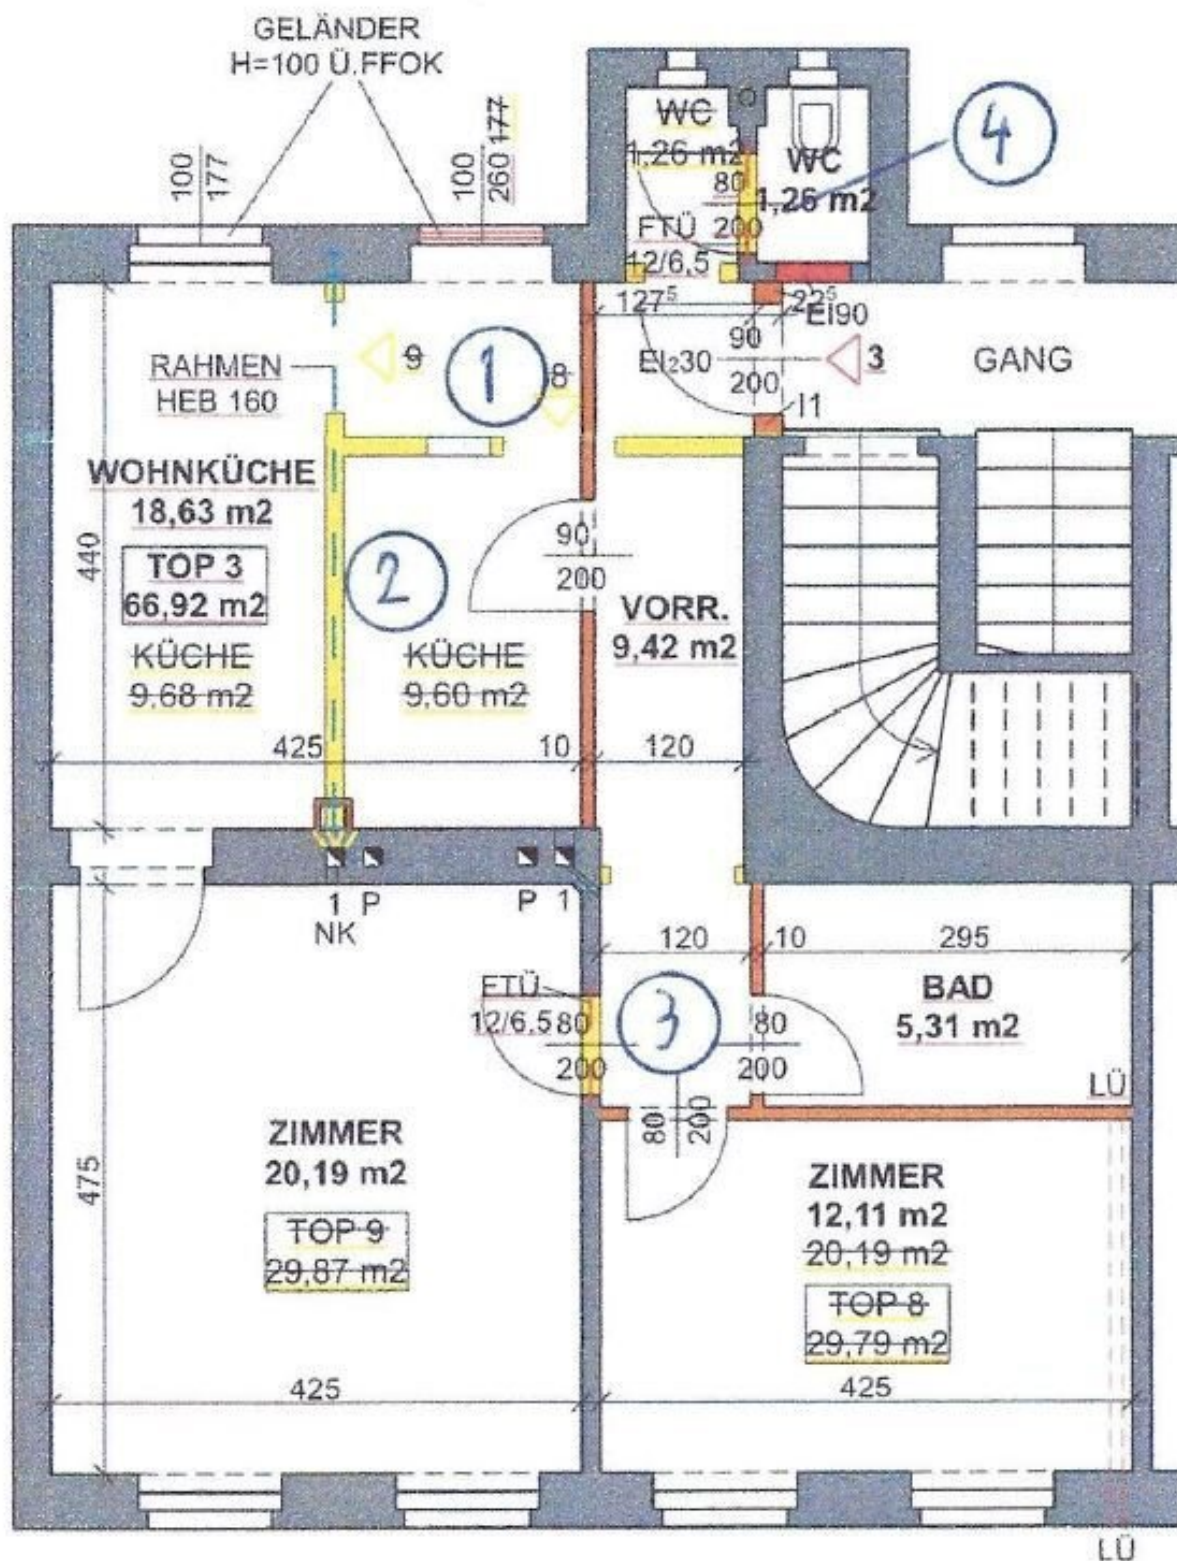 GELÄNDER
H=100 Ü.FFOK
100
177
100
260 177
WC
1,26 m2
WC
1,26 m2
4
80
200
FTÜ
12/6,5
127⁵
22⁵
EI90
90
200
EI₂30
3
I1
GANG
9
1
8
RAHMEN
HEB 160
WOHNKÜCHE
18,63 m2
TOP 3
66,92 m2
KÜCHE
9,68 m2
2
KÜCHE
9,60 m2
90
200
VORR.
9,42 m2
440
425
10
120
1 P
NK
P 1
120
10
295
FTÜ
12/6,5
80
200
3
80
200
BAD
5,31 m2
LÜ
80
200
ZIMMER
20,19 m2
TOP 9
29,87 m2
475
ZIMMER
12,11 m2
20,19 m2
TOP 8
29,79 m2
425
425
LÜ